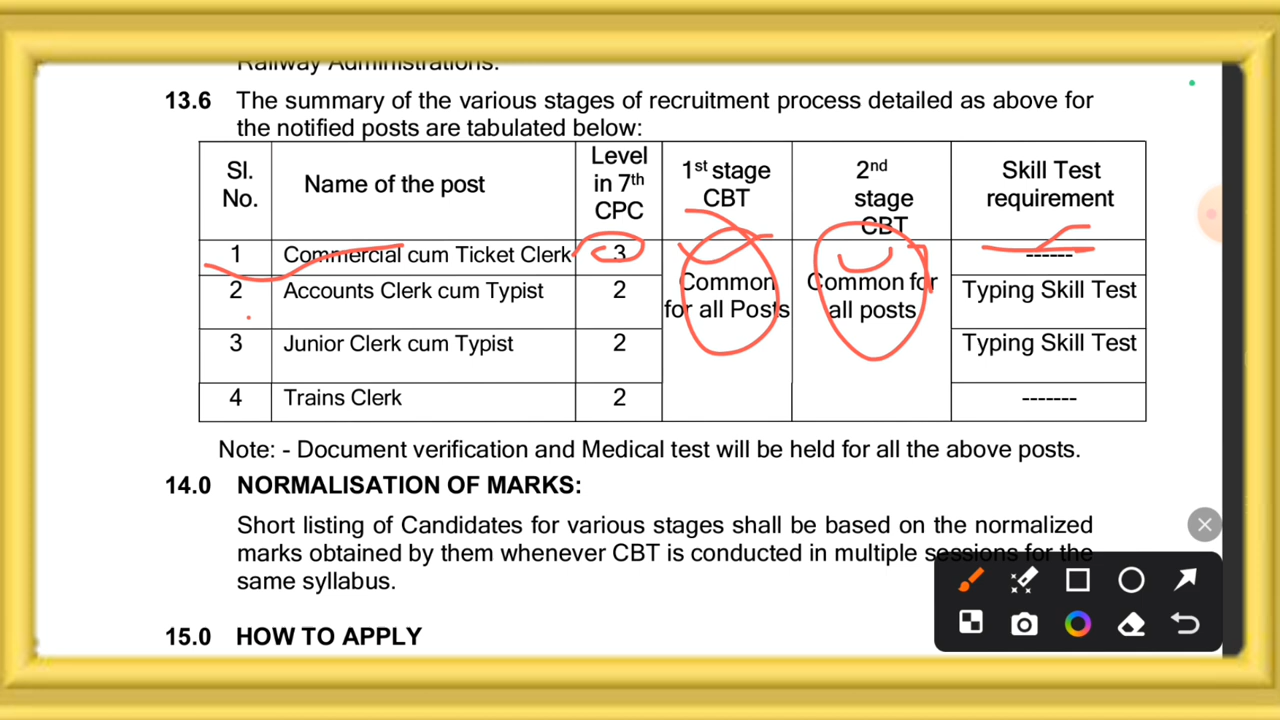 Railway Administrations.
13.6 The summary of the various stages of recruitment process detailed as above for
the notified posts are tabulated below:
Sl. No. Name of the post Level in 7th CPC 1st stage CBT 2nd stage CBT Skill Test requirement
1 Commercial cum Ticket Clerk 3 Common for all Posts Common for all posts ------
2 Accounts Clerk cum Typist 2 Typing Skill Test
3 Junior Clerk cum Typist 2 Typing Skill Test
4 Trains Clerk 2 -------
Note: - Document verification and Medical test will be held for all the above posts.
14.0 NORMALISATION OF MARKS:
Short listing of Candidates for various stages shall be based on the normalized
marks obtained by them whenever CBT is conducted in multiple sessions for the
same syllabus.
15.0 HOW TO APPLY